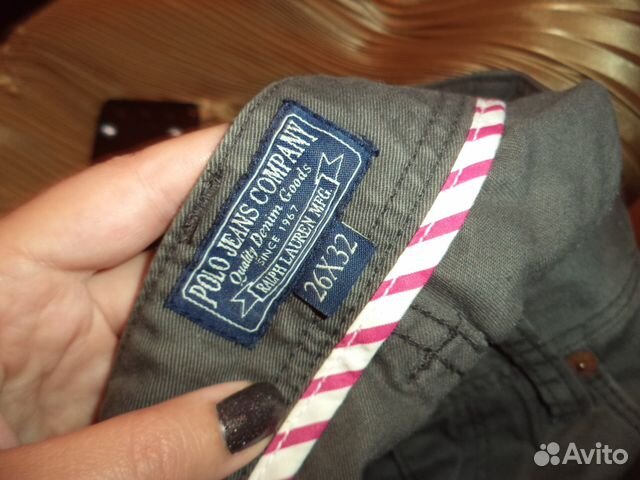 POLO JEANS COMPANY
Quality Denim Goods
SINCE 1967
RALPH LAUREN MFG.
26X32
Avito